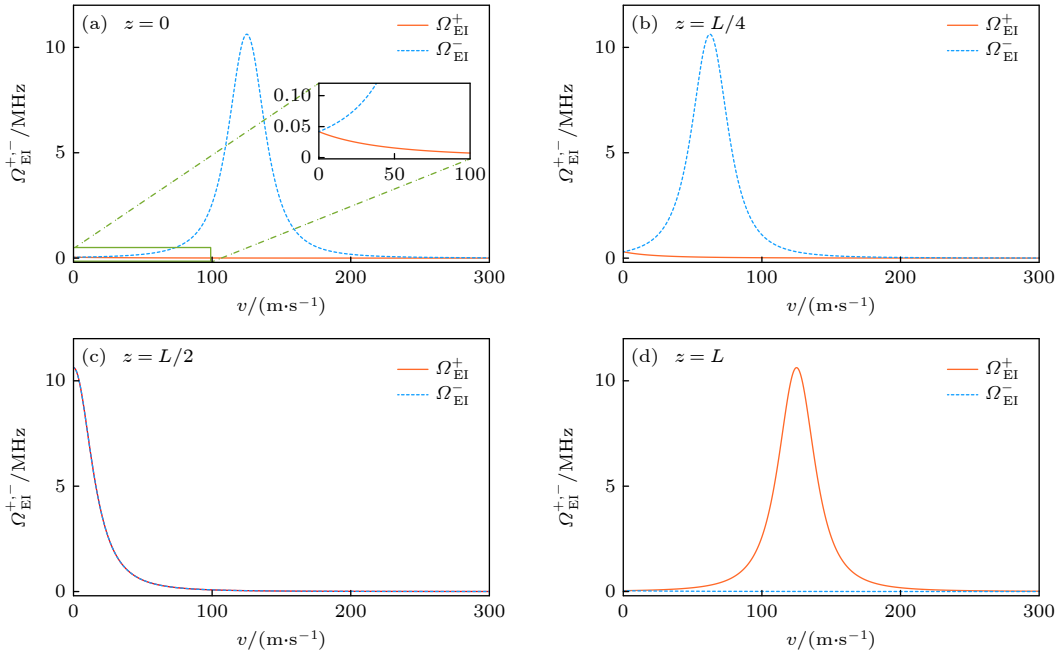 (a) z = 0
Ω⁺EI
Ω⁻EI
10
5
0
Ω⁺,⁻EI /MHz
0.10
0.05
0
0 50 100
0 100 200 300
v/(m·s⁻¹)
(b) z = L/4
Ω⁺EI
Ω⁻EI
10
5
0
Ω⁺,⁻EI /MHz
0 100 200 300
v/(m·s⁻¹)
(c) z = L/2
Ω⁺EI
Ω⁻EI
10
5
0
Ω⁺,⁻EI /MHz
0 100 200 300
v/(m·s⁻¹)
(d) z = L
Ω⁺EI
Ω⁻EI
10
5
0
Ω⁺,⁻EI /MHz
0 100 200 300
v/(m·s⁻¹)